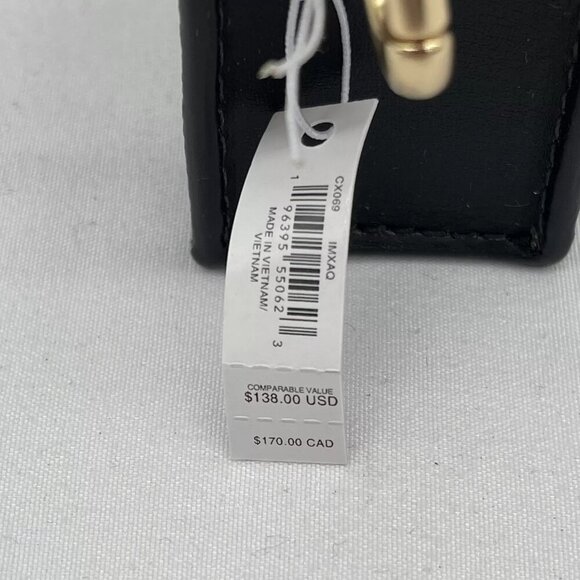 CX069 IMXAQ
1 96395 55062 3
MADE IN VIETNAM/
VIETNAM
COMPARABLE VALUE
$138.00 USD
$170.00 CAD